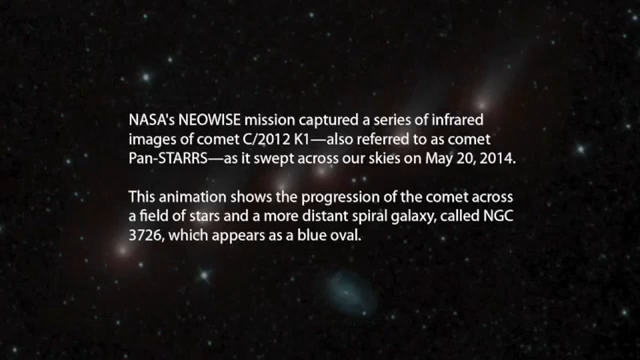 NASA's NEOWISE mission captured a series of infrared
images of comet C/2012 K1—also referred to as comet
Pan-STARRS—as it swept across our skies on May 20, 2014.
This animation shows the progression of the comet across
a field of stars and a more distant spiral galaxy, called NGC
3726, which appears as a blue oval.